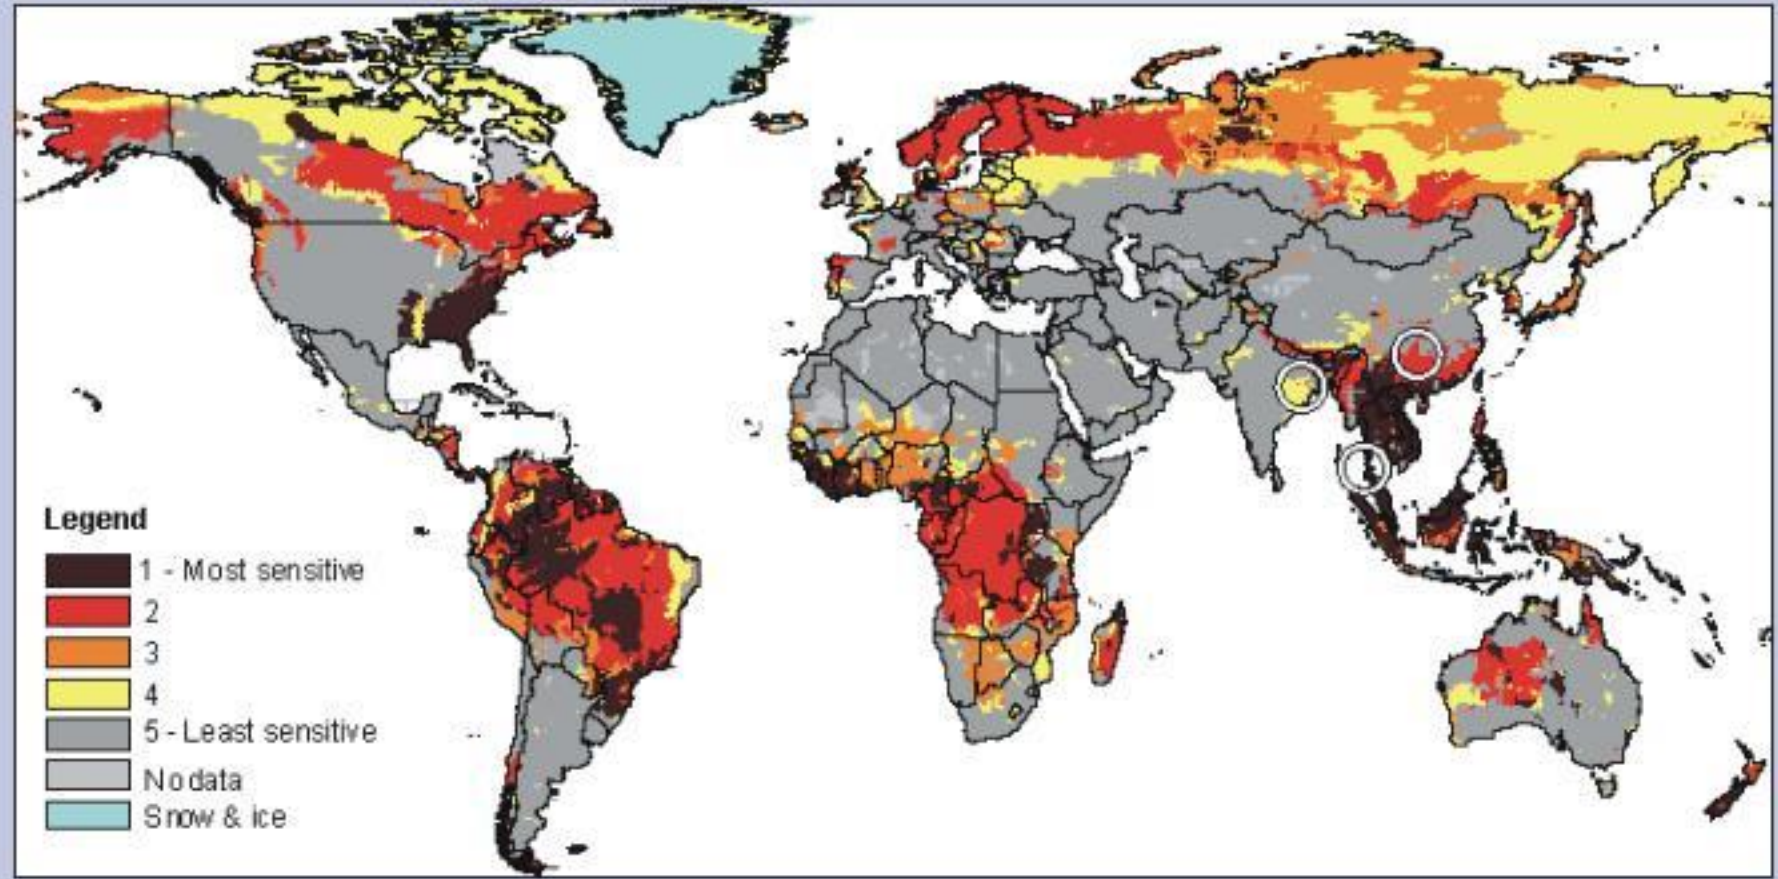 Legend
1 - Most sensitive
2
3
4
5 - Least sensitive
No data
Snow & ice